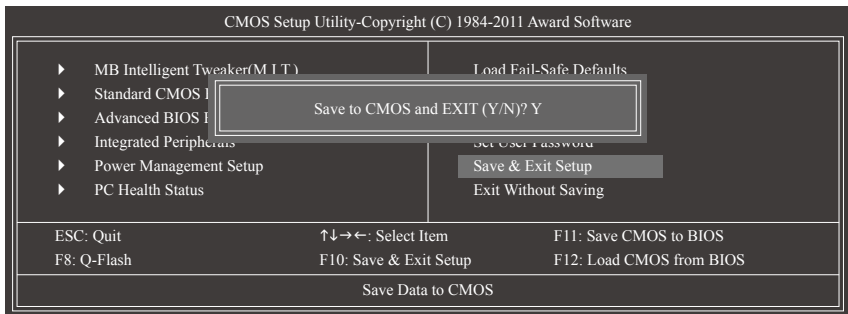 CMOS Setup Utility-Copyright (C) 1984-2011 Award Software
MB Intelligent Tweaker(M.I.T.)
Standard CMOS
Advanced BIOS
Integrated Peripherals
Power Management Setup
PC Health Status
Load Fail-Safe Defaults
Set User Password
Save & Exit Setup
Exit Without Saving
Save to CMOS and EXIT (Y/N)? Y
ESC: Quit
↑↓→←: Select Item
F11: Save CMOS to BIOS
F8: Q-Flash
F10: Save & Exit Setup
F12: Load CMOS from BIOS
Save Data to CMOS